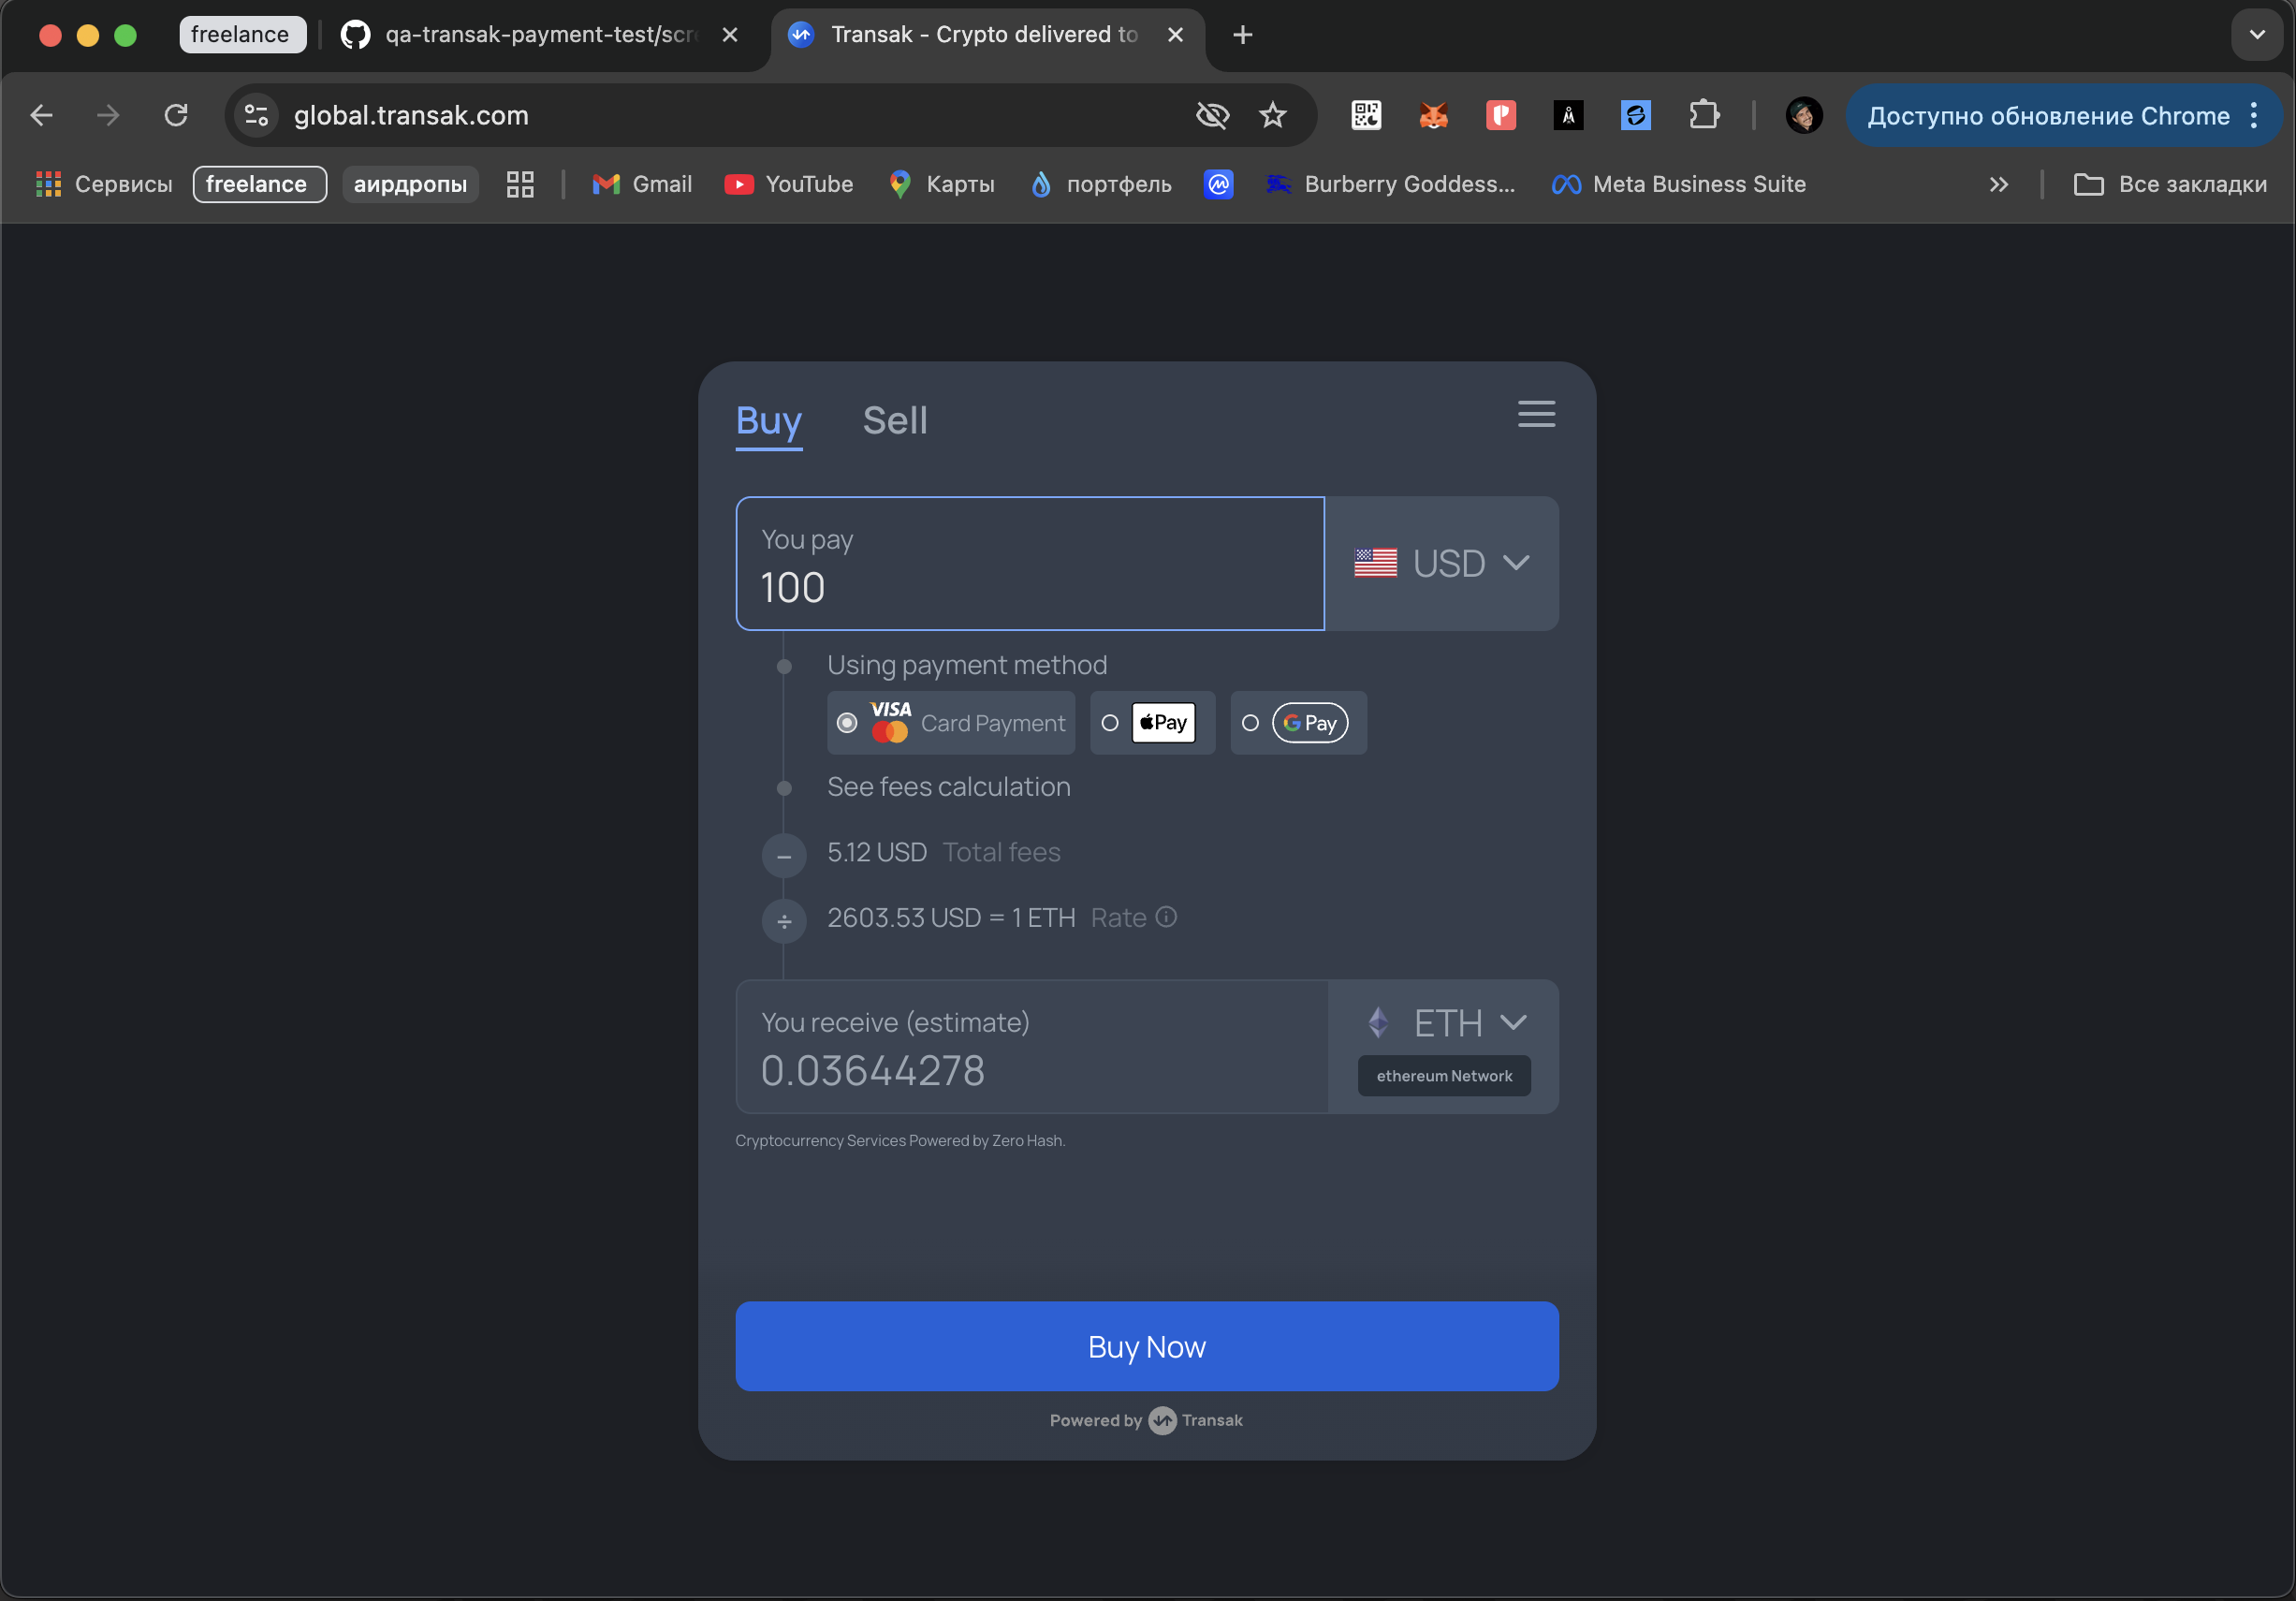 freelance
qa-transak-payment-test/scre
Transak - Crypto delivered to
global.transak.com
Доступно обновление Chrome
Сервисы
freelance
аирдропы
Gmail
YouTube
Карты
портфель
Burberry Goddess...
Meta Business Suite
Все закладки
Buy
Sell
You pay
100
USD
Using payment method
VISA Card Payment
Pay
G Pay
See fees calculation
5.12 USD Total fees
2603.53 USD = 1 ETH Rate
You receive (estimate)
0.03644278
ETH
ethereum Network
Cryptocurrency Services Powered by Zero Hash.
Buy Now
Powered by Transak